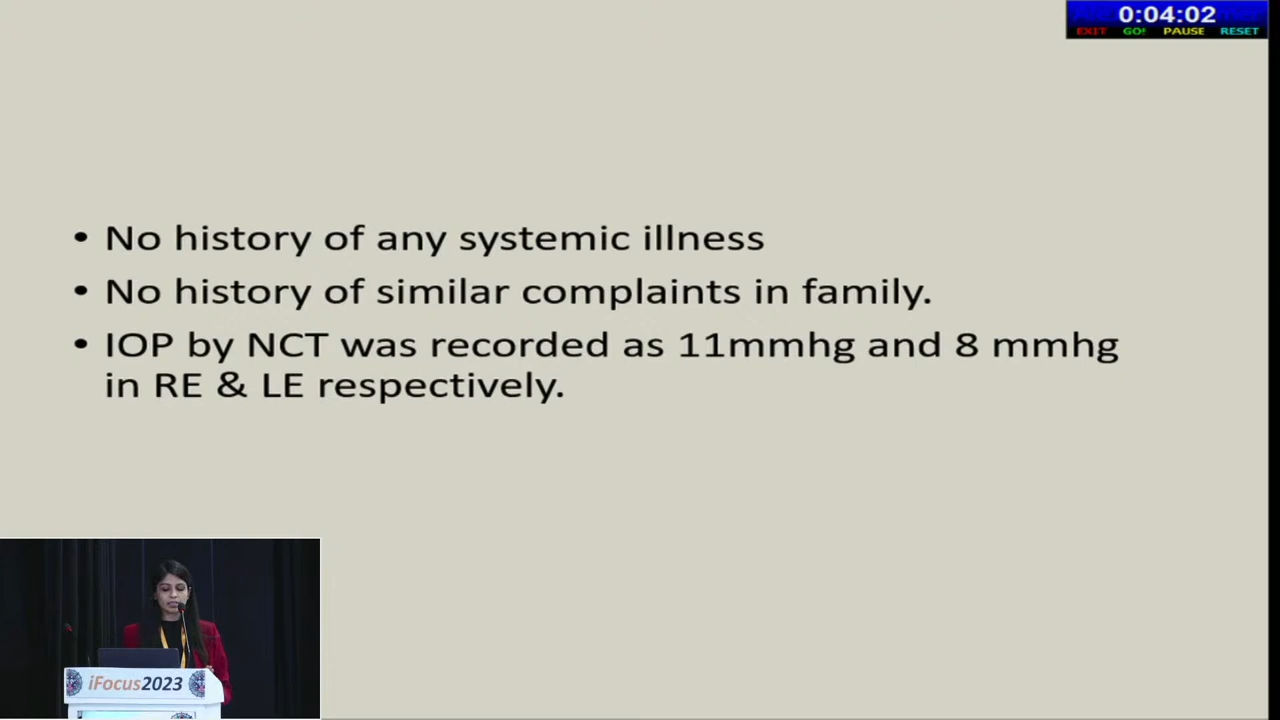 0:04:02
EXIT GO! PAUSE RESET
• No history of any systemic illness
• No history of similar complaints in family.
• IOP by NCT was recorded as 11mmhg and 8 mmhg
in RE & LE respectively.
iFocus2023